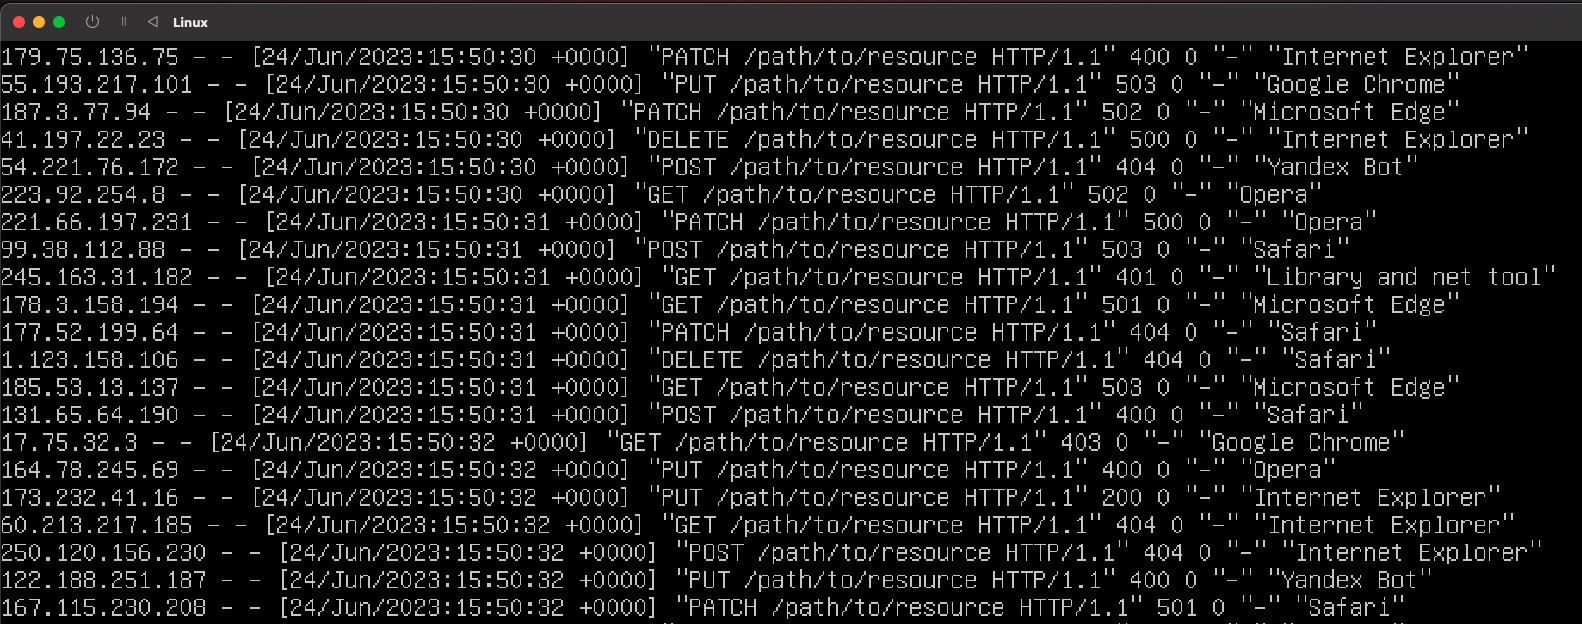 Linux
179.75.136.75 - - [24/Jun/2023:15:50:30 +0000] "PATCH /path/to/resource HTTP/1.1" 400 0 "-" "Internet Explorer"
55.193.217.101 - - [24/Jun/2023:15:50:30 +0000] "PUT /path/to/resource HTTP/1.1" 503 0 "-" "Google Chrome"
187.3.77.94 - - [24/Jun/2023:15:50:30 +0000] "PATCH /path/to/resource HTTP/1.1" 502 0 "-" "Microsoft Edge"
41.197.22.23 - - [24/Jun/2023:15:50:30 +0000] "DELETE /path/to/resource HTTP/1.1" 500 0 "-" "Internet Explorer"
54.221.76.172 - - [24/Jun/2023:15:50:30 +0000] "POST /path/to/resource HTTP/1.1" 404 0 "-" "Yandex Bot"
223.92.254.8 - - [24/Jun/2023:15:50:30 +0000] "GET /path/to/resource HTTP/1.1" 502 0 "-" "Opera"
221.66.197.231 - - [24/Jun/2023:15:50:31 +0000] "PATCH /path/to/resource HTTP/1.1" 500 0 "-" "Opera"
99.38.112.88 - - [24/Jun/2023:15:50:31 +0000] "POST /path/to/resource HTTP/1.1" 503 0 "-" "Safari"
245.163.31.182 - - [24/Jun/2023:15:50:31 +0000] "GET /path/to/resource HTTP/1.1" 401 0 "-" "Library and net tool"
178.3.158.194 - - [24/Jun/2023:15:50:31 +0000] "GET /path/to/resource HTTP/1.1" 501 0 "-" "Microsoft Edge"
177.52.199.64 - - [24/Jun/2023:15:50:31 +0000] "PATCH /path/to/resource HTTP/1.1" 404 0 "-" "Safari"
1.123.158.106 - - [24/Jun/2023:15:50:31 +0000] "DELETE /path/to/resource HTTP/1.1" 404 0 "-" "Safari"
185.53.13.137 - - [24/Jun/2023:15:50:31 +0000] "GET /path/to/resource HTTP/1.1" 503 0 "-" "Microsoft Edge"
131.65.64.190 - - [24/Jun/2023:15:50:31 +0000] "POST /path/to/resource HTTP/1.1" 400 0 "-" "Safari"
17.75.32.3 - - [24/Jun/2023:15:50:32 +0000] "GET /path/to/resource HTTP/1.1" 403 0 "-" "Google Chrome"
164.78.245.69 - - [24/Jun/2023:15:50:32 +0000] "PUT /path/to/resource HTTP/1.1" 400 0 "-" "Opera"
173.232.41.16 - - [24/Jun/2023:15:50:32 +0000] "PUT /path/to/resource HTTP/1.1" 200 0 "-" "Internet Explorer"
60.213.217.185 - - [24/Jun/2023:15:50:32 +0000] "GET /path/to/resource HTTP/1.1" 404 0 "-" "Internet Explorer"
250.120.156.230 - - [24/Jun/2023:15:50:32 +0000] "POST /path/to/resource HTTP/1.1" 404 0 "-" "Internet Explorer"
122.188.251.187 - - [24/Jun/2023:15:50:32 +0000] "PUT /path/to/resource HTTP/1.1" 400 0 "-" "Yandex Bot"
167.115.230.208 - - [24/Jun/2023:15:50:32 +0000] "PATCH /path/to/resource HTTP/1.1" 501 0 "-" "Safari"